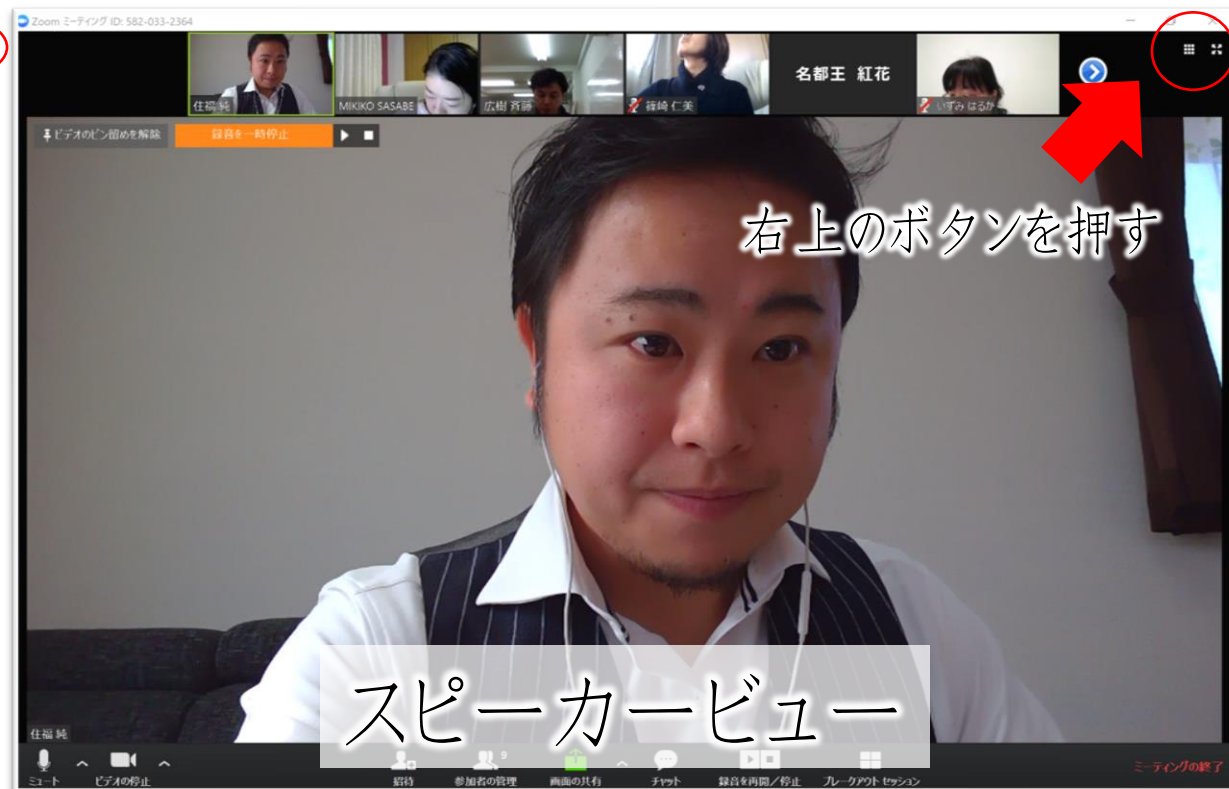 Zoom ミーティング ID: 582-033-2364
住福 純
MIKIKO SASABE
広樹 斉藤
篠崎 仁美
名都王 紅花
いずみ はるか
ビデオのピン留めを解除
録音を一時停止
右上のボタンを押す
スピーカービュー
住福 純
ミュート
ビデオの停止
招待
9
参加者の管理
画面の共有
チャット
録音を再開/停止
ブレークアウト セッション
ミーティングの終了